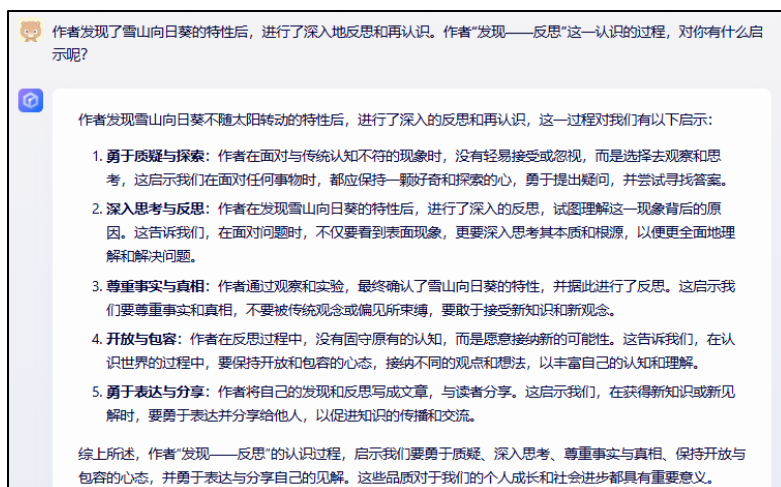 作者发现了雪山向日葵的特性后，进行了深入地反思和再认识。作者“发现——反思”这一认识的过程，对你有什么启
示呢？
作者发现雪山向日葵不随太阳转动的特性后，进行了深入的反思和再认识，这一过程对我们有以下启示：
1. 勇于质疑与探索：作者在面对与传统认知不符的现象时，没有轻易接受或忽视，而是选择去观察和思
考，这启示我们在面对任何事物时，都应保持一颗好奇和探索的心，勇于提出疑问，并尝试寻找答案。
2. 深入思考与反思：作者在发现雪山向日葵的特性后，进行了深入的反思，试图理解这一现象背后的原
因。这告诉我们，在面对问题时，不仅要看到表面现象，更要深入思考其本质和根源，以便更全面地理
解和解决问题。
3. 尊重事实与真相：作者通过观察和实验，最终确认了雪山向日葵的特性，并据此进行了反思。这启示我
们要尊重事实和真相，不要被传统观念或偏见所束缚，要敢于接受新知识和新观念。
4. 开放与包容：作者在反思过程中，没有固守原有的认知，而是愿意接纳新的可能性。这告诉我们，在认
识世界的过程中，要保持开放和包容的心态，接纳不同的观点和想法，以丰富自己的认知和理解。
5. 勇于表达与分享：作者将自己的发现和反思写成文章，与读者分享。这启示我们，在获得新知识或新见
解时，要勇于表达并分享给他人，以促进知识的传播和交流。
综上所述，作者“发现——反思”的认识过程，启示我们要勇于质疑、深入思考、尊重事实与真相、保持开放与
包容的心态，并勇于表达与分享自己的见解。这些品质对于我们的个人成长和社会进步都具有重要意义。